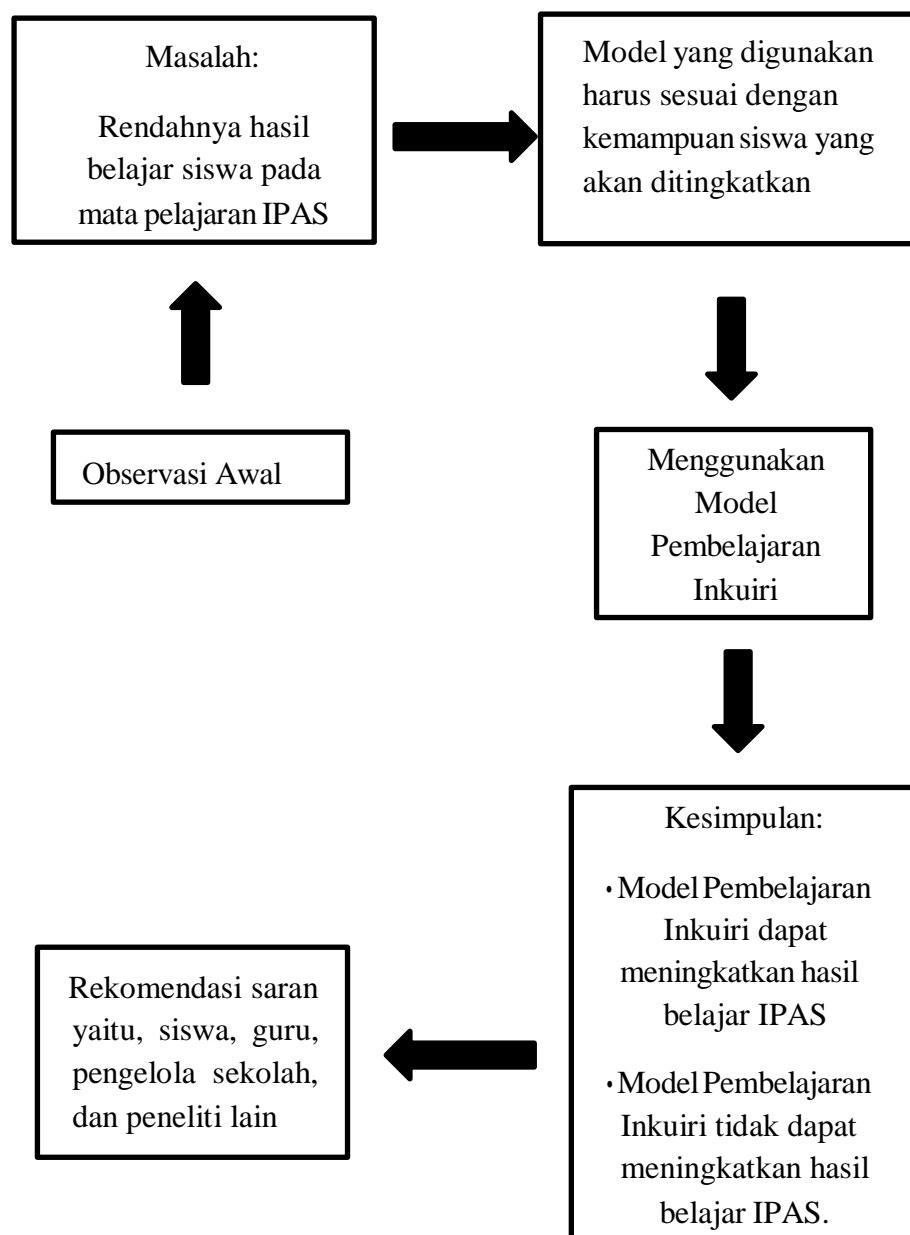 Masalah:
Rendahnya hasil
belajar siswa pada
mata pelajaran IPAS
Model yang digunakan
harus sesuai dengan
kemampuan siswa yang
akan ditingkatkan
Observasi Awal
Menggunakan
Model
Pembelajaran
Inkuiri
Kesimpulan:
• Model Pembelajaran
Inkuiri dapat
meningkatkan hasil
belajar IPAS
• Model Pembelajaran
Inkuiri tidak dapat
meningkatkan hasil
belajar IPAS.
Rekomendasi saran
yaitu, siswa, guru,
pengelola sekolah,
dan peneliti lain